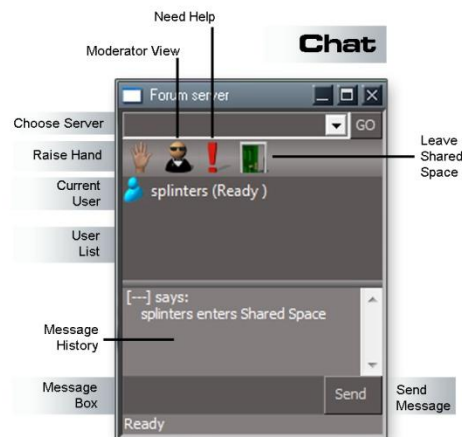 Need Help
Moderator View
Chat
Forum server
Choose Server
GO
Raise Hand
Leave
Shared
Space
Current
User
splinters (Ready )
User
List
[---] says:
splinters enters Shared Space
Message
History
Message
Box
Send
Send
Message
Ready